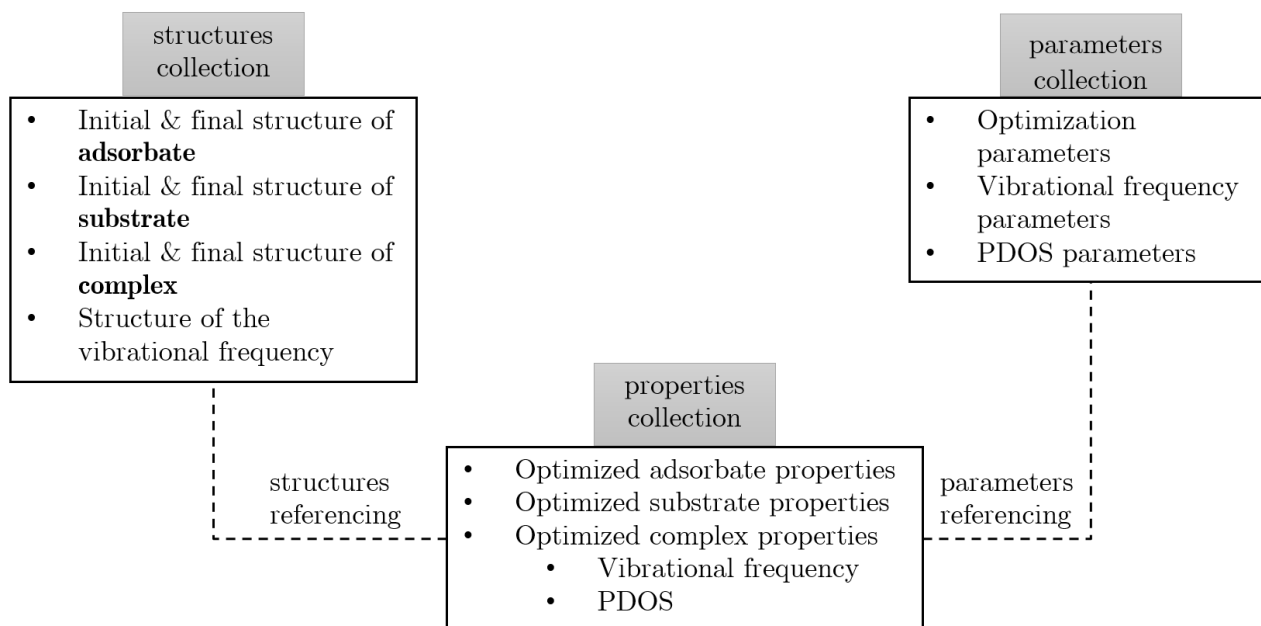 structures
collection
• Initial & final structure of
adsorbate
• Initial & final structure of
substrate
• Initial & final structure of
complex
• Structure of the
vibrational frequency
parameters
collection
• Optimization
parameters
• Vibrational frequency
parameters
• PDOS parameters
properties
collection
• Optimized adsorbate properties
• Optimized substrate properties
• Optimized complex properties
• Vibrational frequency
• PDOS
structures
referencing
parameters
referencing